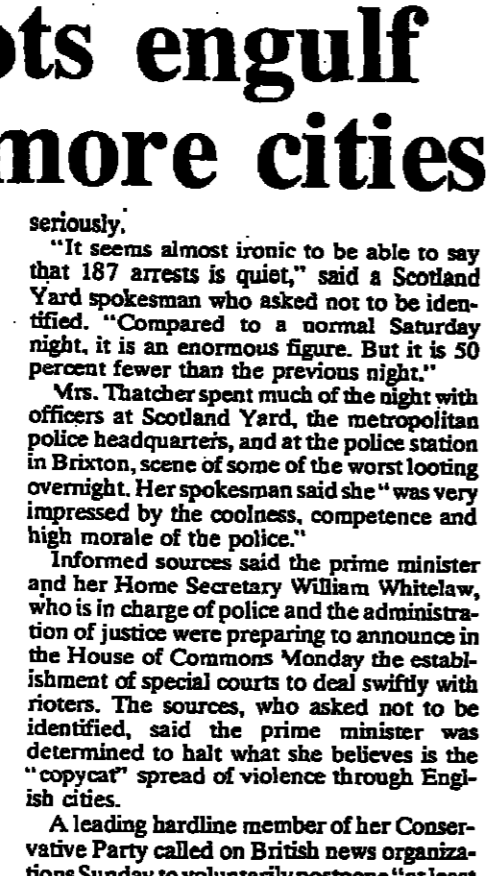 ots engulf
more cities
seriously.
"It seems almost ironic to be able to say
that 187 arrests is quiet," said a Scotland
Yard spokesman who asked not to be iden-
tified. "Compared to a normal Saturday
night, it is an enormous figure. But it is 50
percent fewer than the previous night."
Mrs. Thatcher spent much of the night with
officers at Scotland Yard, the metropolitan
police headquarters, and at the police station
in Brixton, scene of some of the worst looting
overnight. Her spokesman said she "was very
impressed by the coolness, competence and
high morale of the police."
Informed sources said the prime minister
and her Home Secretary William Whitelaw,
who is in charge of police and the administra-
tion of justice were preparing to announce in
the House of Commons Monday the establ-
ishment of special courts to deal swiftly with
rioters. The sources, who asked not to be
identified, said the prime minister was
determined to halt what she believes is the
"copycat" spread of violence through Engl-
ish cities.
A leading hardline member of her Conser-
vative Party called on British news organiza-
tions Sunday to voluntarily postpone "at least